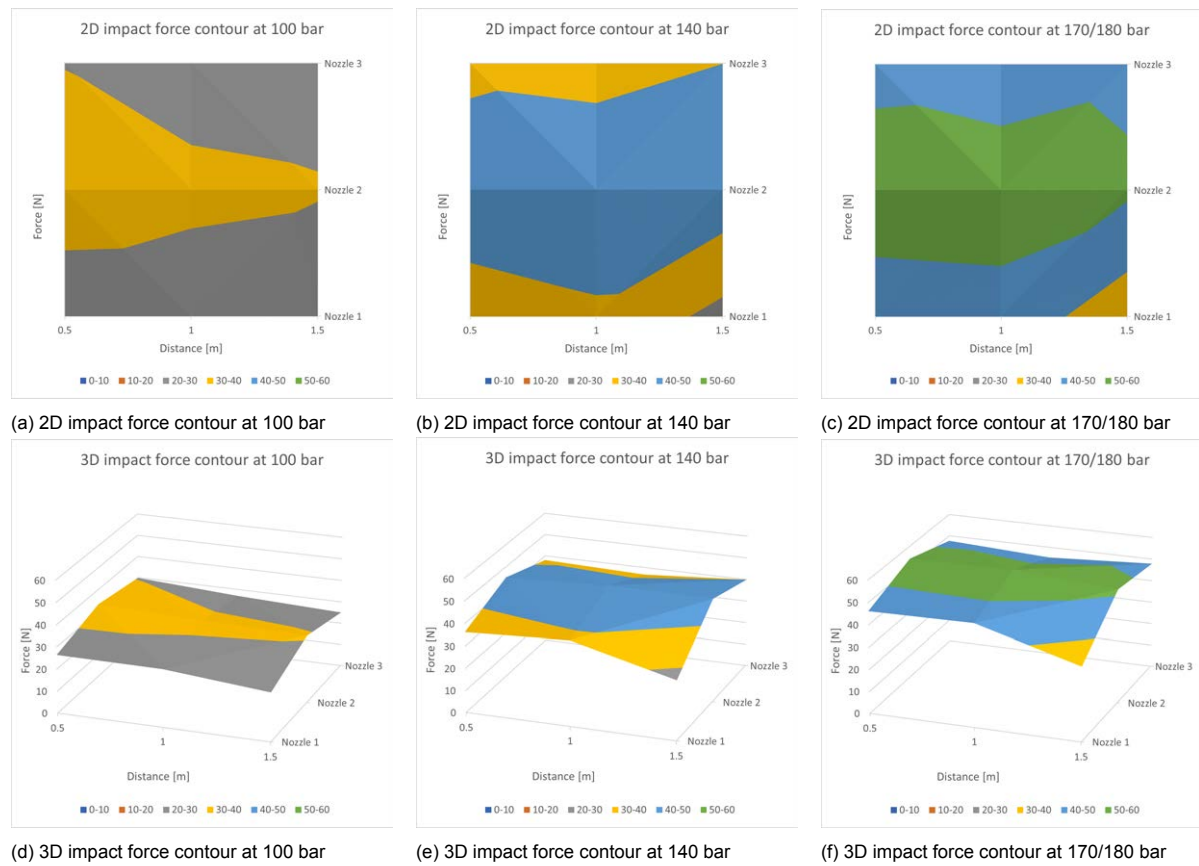 2D impact force contour at 100 bar
Nozzle 3
Nozzle 2
Nozzle 1
Force [N]
0.5 1 1.5
Distance [m]
0-10 10-20 20-30 30-40 40-50 50-60
(a) 2D impact force contour at 100 bar
2D impact force contour at 140 bar
Nozzle 3
Nozzle 2
Nozzle 1
Force [N]
0.5 1 1.5
Distance [m]
0-10 10-20 20-30 30-40 40-50 50-60
(b) 2D impact force contour at 140 bar
2D impact force contour at 170/180 bar
Nozzle 3
Nozzle 2
Nozzle 1
Force [N]
0.5 1 1.5
Distance [m]
0-10 10-20 20-30 30-40 40-50 50-60
(c) 2D impact force contour at 170/180 bar
3D impact force contour at 100 bar
60
50
40
30
20
10
0
Force [N]
0.5
1
1.5
Nozzle 3
Nozzle 2
Nozzle 1
Distance [m]
0-10 10-20 20-30 30-40 40-50 50-60
(d) 3D impact force contour at 100 bar
3D impact force contour at 140 bar
60
50
40
30
20
10
0
Force [N]
0.5
1
1.5
Nozzle 3
Nozzle 2
Nozzle 1
Distance [m]
0-10 10-20 20-30 30-40 40-50 50-60
(e) 3D impact force contour at 140 bar
3D impact force contour at 170/180 bar
60
50
40
30
20
10
0
Force [N]
0.5
1
1.5
Nozzle 3
Nozzle 2
Nozzle 1
Distance [m]
0-10 10-20 20-30 30-40 40-50 50-60
(f) 3D impact force contour at 170/180 bar